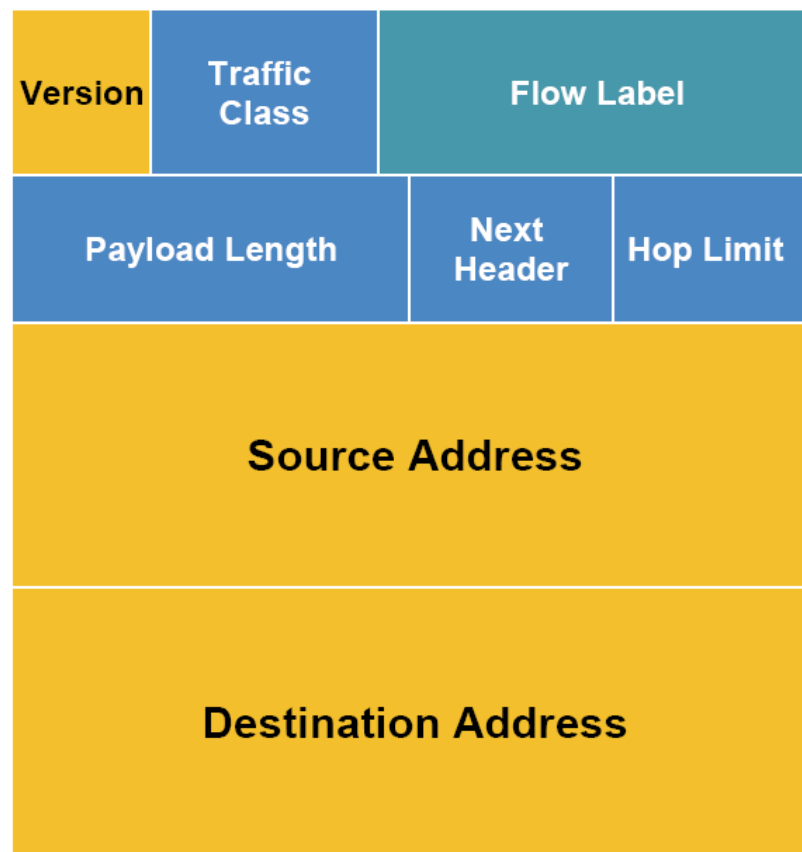 Version
Traffic
Class
Flow Label
Payload Length
Next
Header
Hop Limit
Source Address
Destination Address